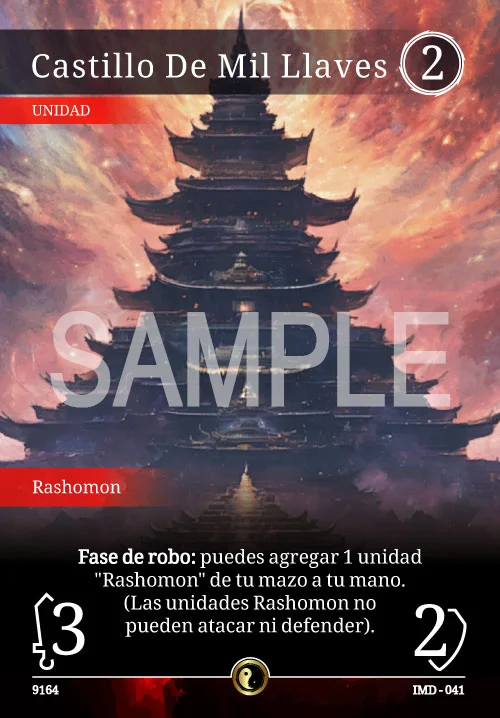 Castillo De Mil Llaves 2
UNIDAD
SAMPLE
Rashomon
Fase de robo: puedes agregar 1 unidad
"Rashomon" de tu mazo a tu mano.
(Las unidades Rashomon no
pueden atacar ni defender).
3 2
9164 IMD - 041